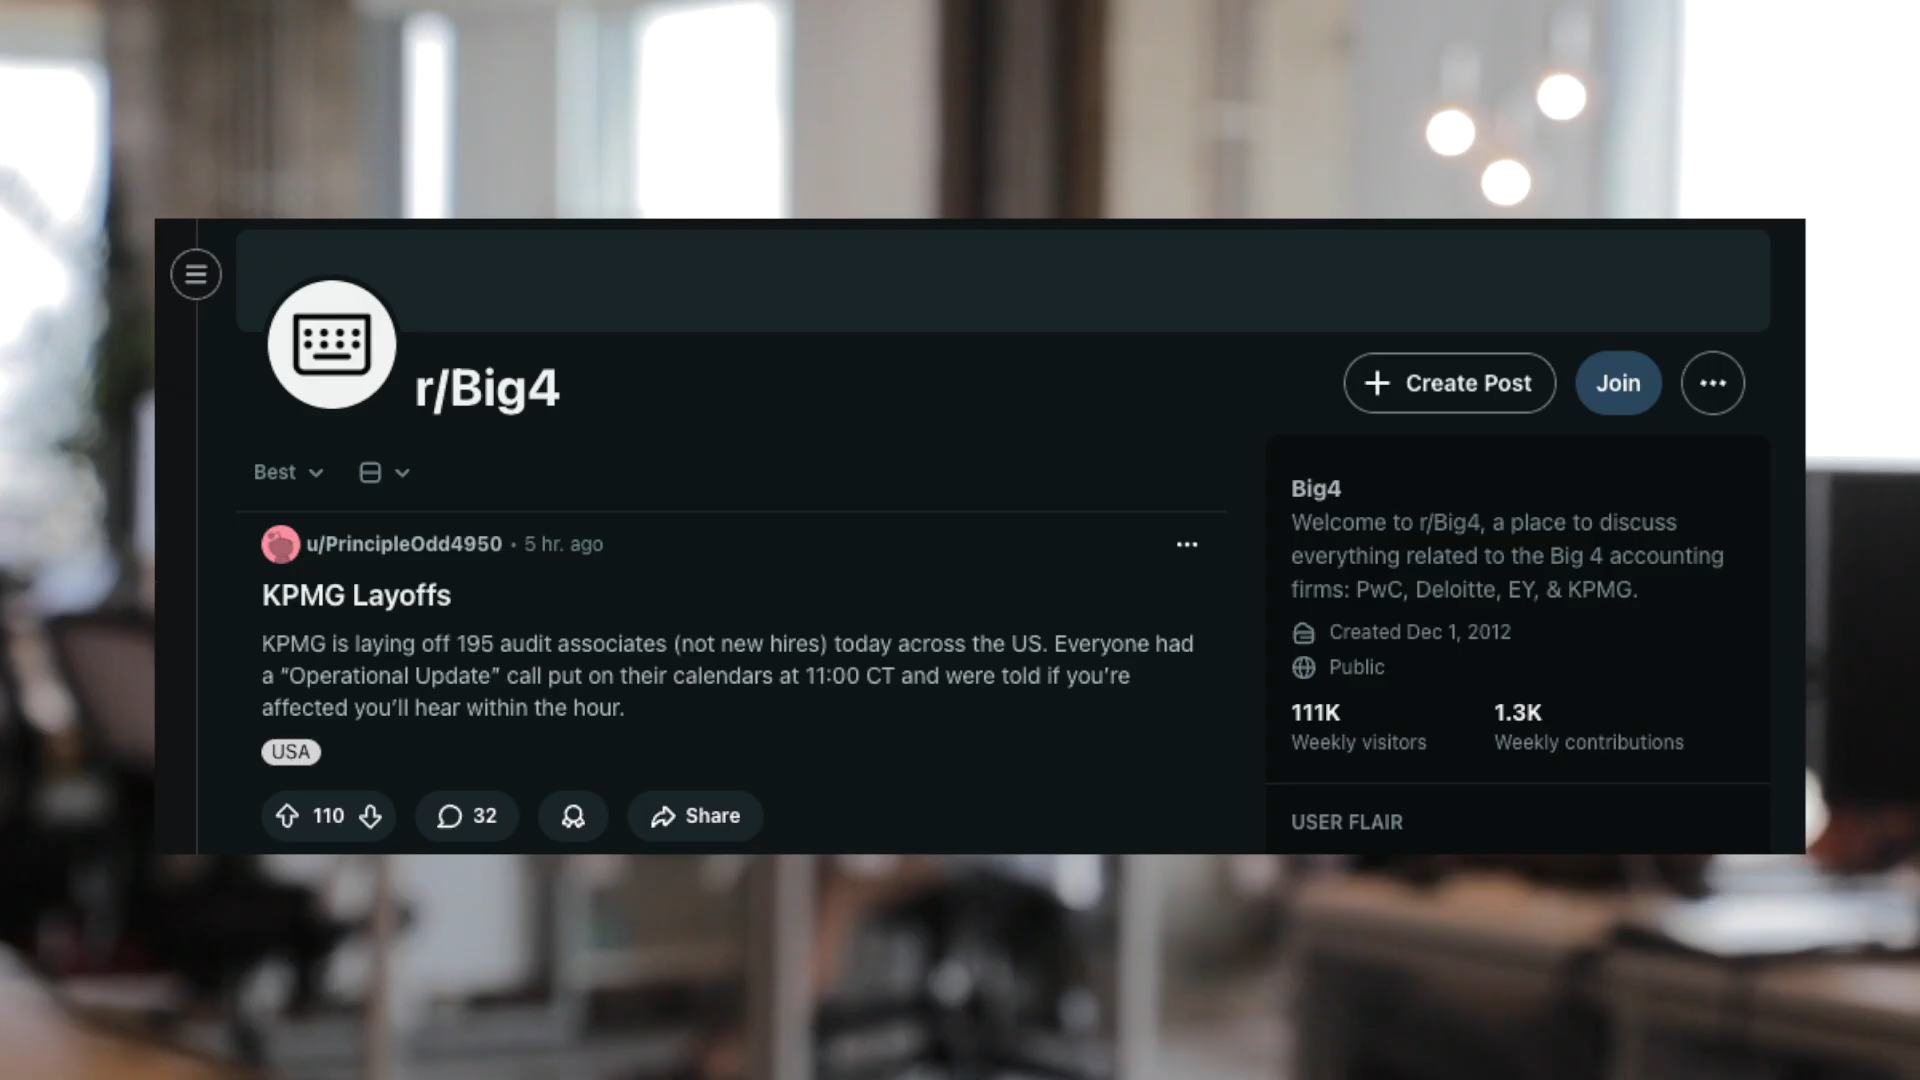 r/Big4
Create Post
Join
Best
u/PrincipleOdd4950 • 5 hr. ago
KPMG Layoffs
KPMG is laying off 195 audit associates (not new hires) today across the US. Everyone had
a “Operational Update” call put on their calendars at 11:00 CT and were told if you’re
affected you’ll hear within the hour.
USA
110
32
Share
Big4
Welcome to r/Big4, a place to discuss
everything related to the Big 4 accounting
firms: PwC, Deloitte, EY, & KPMG.
Created Dec 1, 2012
Public
111K
Weekly visitors
1.3K
Weekly contributions
USER FLAIR